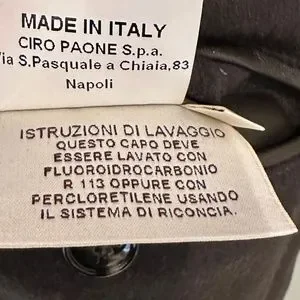 MADE IN ITALY
CIRO PAONE S.p.a.
Via S.Pasquale a Chiaia,83
Napoli
ISTRUZIONI DI LAVAGGIO
QUESTO CAPO DEVE
ESSERE LAVATO CON
FLUOROIDROCARBONIO
R 113 OPPURE CON
PERCLORETILENE USANDO
IL SISTEMA DI RICONCIA.